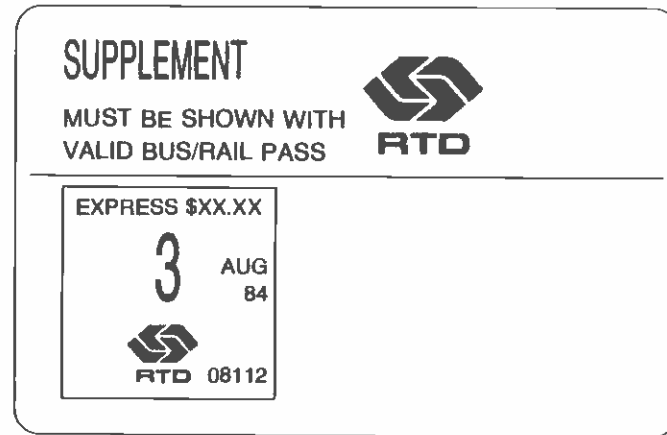 SUPPLEMENT
MUST BE SHOWN WITH
VALID BUS/RAIL PASS
RTD
EXPRESS $XX.XX
3
AUG
84
RTD 08112